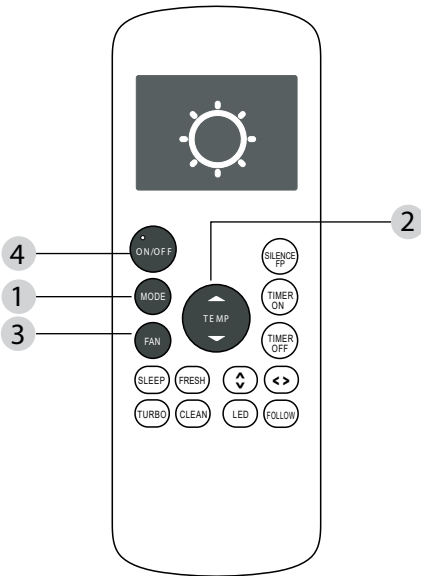 2
4
ON/OFF
SILENCE
FP
1
MODE
TEMP
TIMER
ON
3
FAN
TIMER
OFF
SLEEP
FRESH
TURBO
CLEAN
LED
FOLLOW